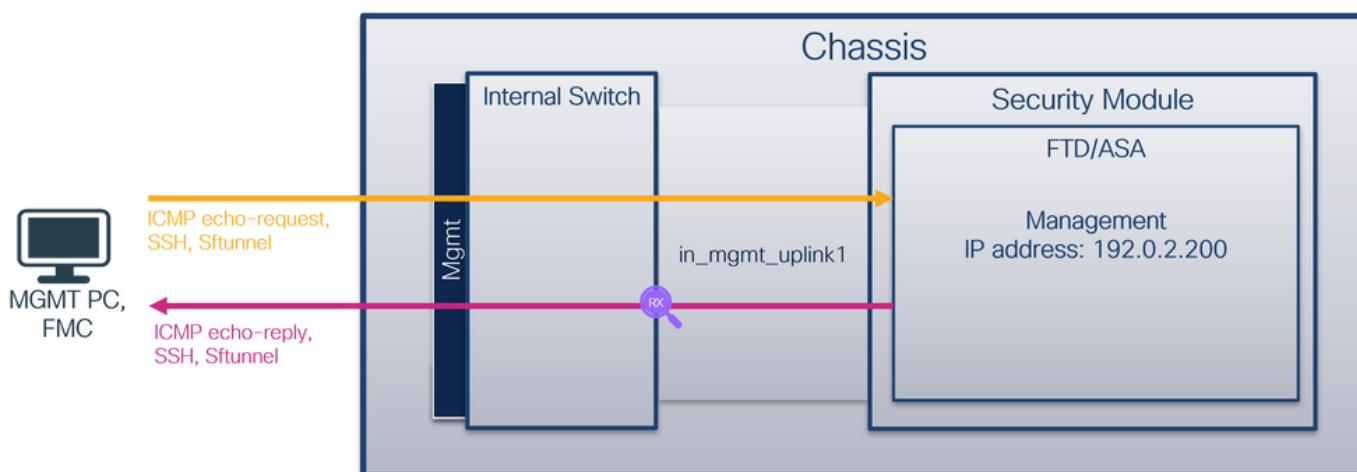 Chassis
Internal Switch
Security Module
FTD/ASA
ICMP echo-request,
SSH, Sftunnel
Mgmt
Management
IP address: 192.0.2.200
in_mgmt_uplink1
MGMT PC,
FMC
RX
ICMP echo-reply,
SSH, Sftunnel